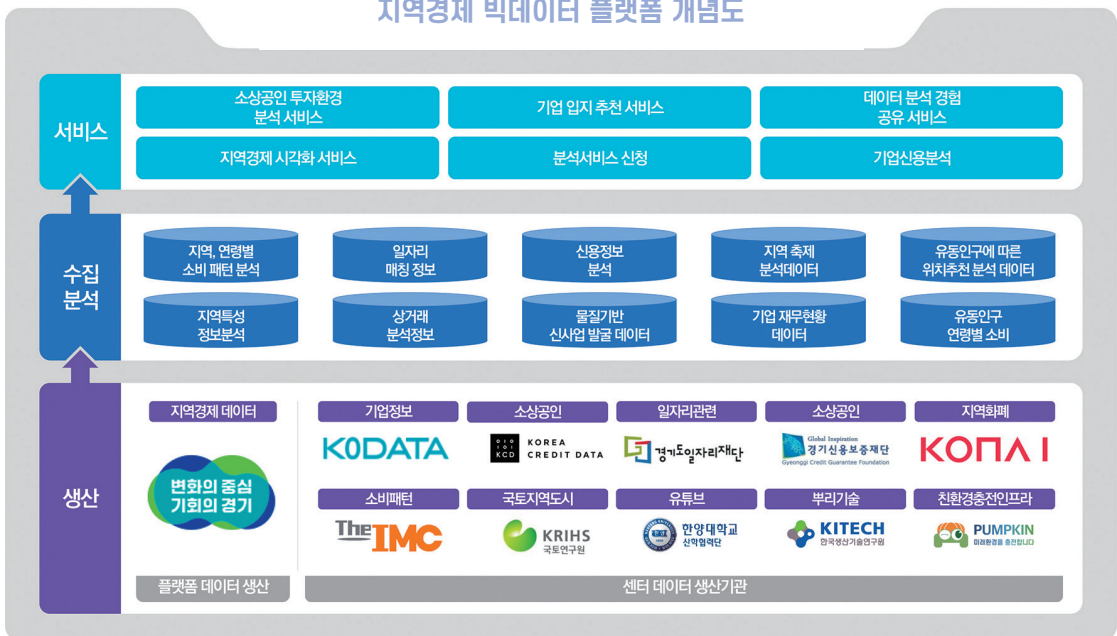 지역경제 빅데이터 플랫폼 개념도
서비스
소상공인 투자환경
분석 서비스
기업 입지 추천 서비스
데이터 분석 경험
공유 서비스
지역경제 시각화 서비스
분석서비스 신청
기업신용분석
수집
분석
지역, 연령별
소비 패턴 분석
일자리
매칭 정보
신용정보
분석
지역 축제
분석데이터
유동인구에 따른
위치추천 분석 데이터
지역특성
정보분석
상거래
분석정보
물질기반
신사업 발굴 데이터
기업 재무현황
데이터
유동인구
연령별 소비
생산
지역경제 데이터
변화의 중심
기회의 경기
플랫폼 데이터 생산
기업정보
KODATA
소상공인
KCD
KOREA
CREDIT DATA
일자리관련
경기도일자리재단
소상공인
Global Inspiration
경기신용보증재단
Gyeonggi Credit Guarantee Foundation
지역화폐
KONA I
소비패턴
The IMC
국토지역도시
KRIHS
국토연구원
유튜브
한양대학교
산학협력단
뿌리기술
KITECH
한국생산기술연구원
친환경충전인프라
PUMPKIN
미래환경을 충전합니다
센터 데이터 생산기관